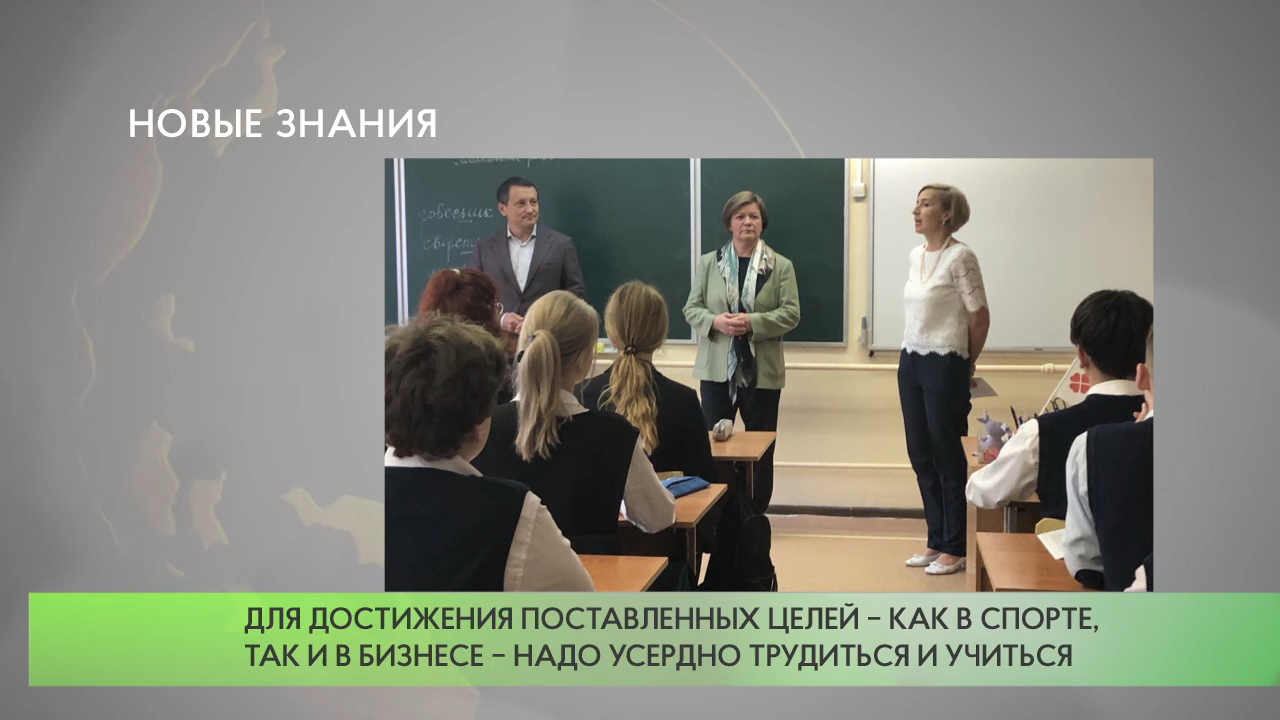 НОВЫЕ ЗНАНИЯ
ДЛЯ ДОСТИЖЕНИЯ ПОСТАВЛЕННЫХ ЦЕЛЕЙ – КАК В СПОРТЕ,
ТАК И В БИЗНЕСЕ – НАДО УСЕРДНО ТРУДИТЬСЯ И УЧИТЬСЯ